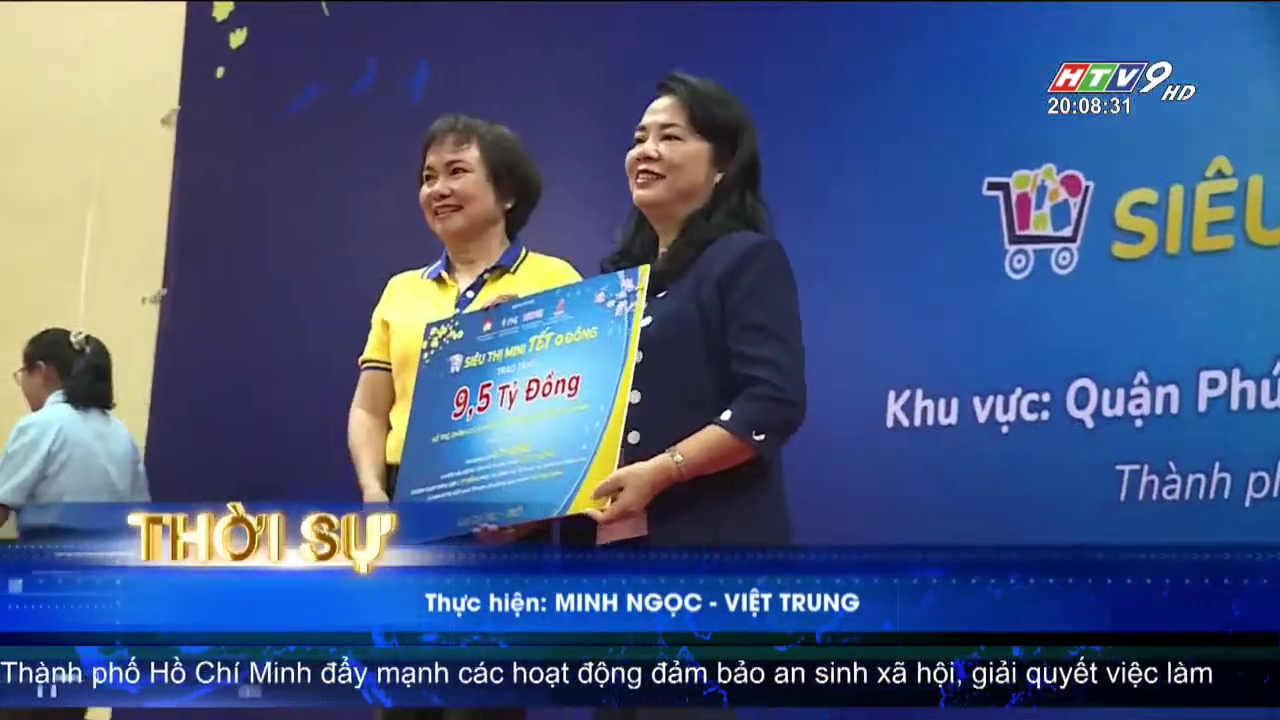 HTV9 HD
20:08:31
SIÊU
SIÊU THỊ MINI TẾT 0 ĐỒNG
TRAO TẶNG
9,5 Tỷ Đồng
Khu vực: Quận Phú
Thành ph
THỜI SỰ
Thực hiện: MINH NGỌC - VIỆT TRUNG
Thành phố Hồ Chí Minh đẩy mạnh các hoạt động đảm bảo an sinh xã hội, giải quyết việc làm